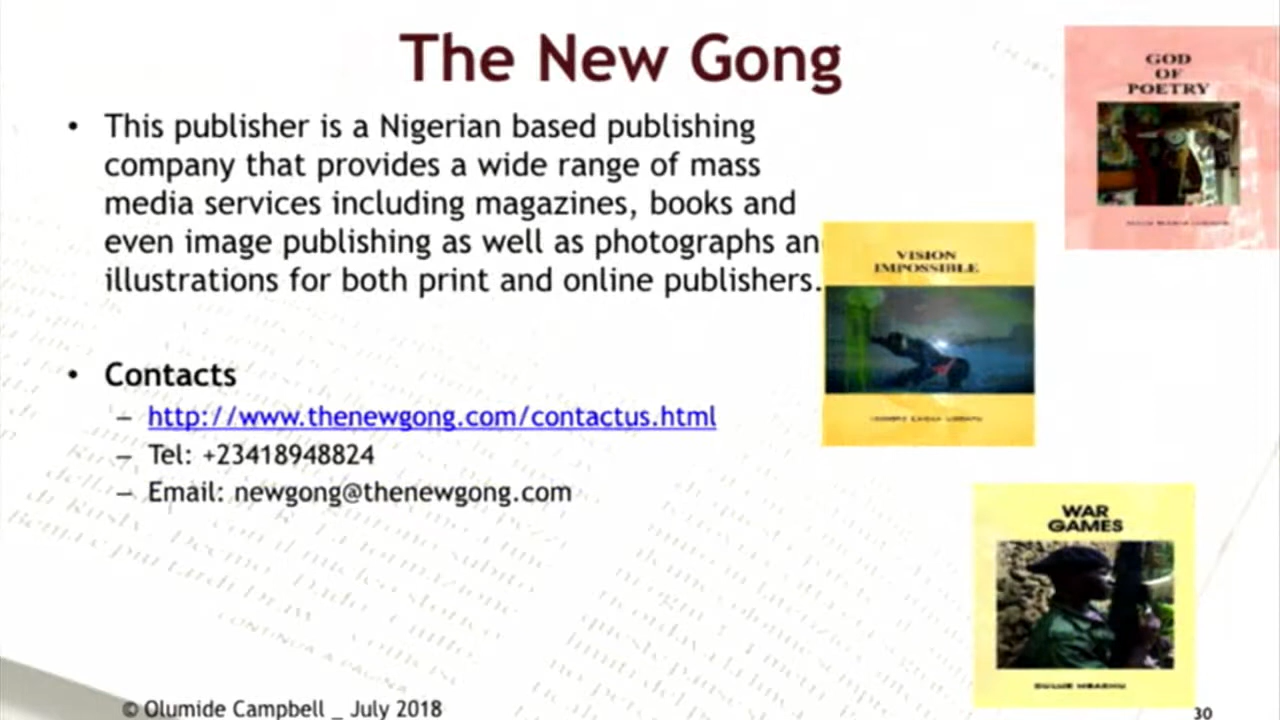 The New Gong
• This publisher is a Nigerian based publishing
company that provides a wide range of mass
media services including magazines, books and
even image publishing as well as photographs an
illustrations for both print and online publishers.
• Contacts
– http://www.thenewgong.com/contactus.html
– Tel: +23418948824
– Email: newgong@thenewgong.com
GOD
OF
POETRY
VISION
IMPOSSIBLE
WAR
GAMES
© Olumide Campbell _ July 2018
30